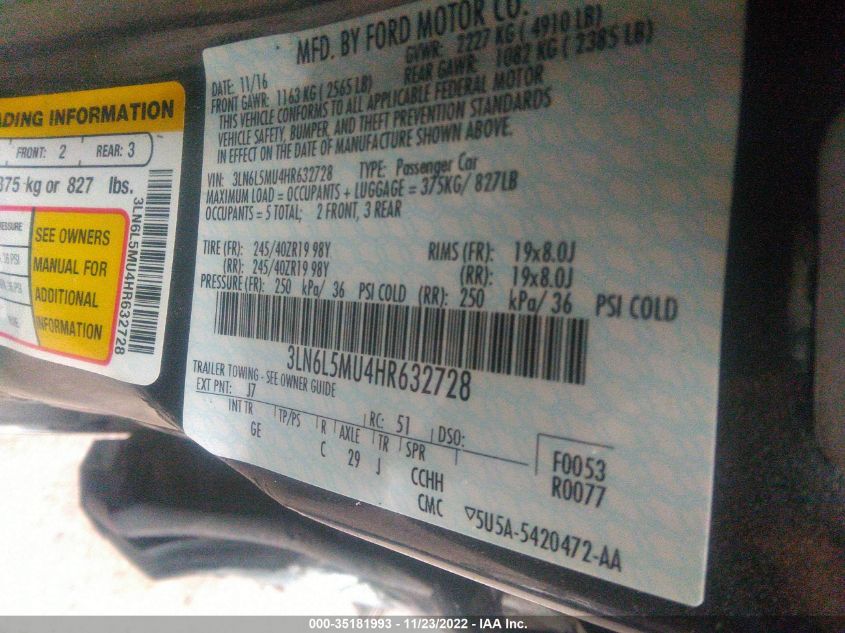 MFD. BY FORD MOTOR CO.
DATE: 11/16
GVWR: 2227 KG ( 4910 LB)
FRONT GAWR: 1163 KG ( 2565 LB)
REAR GAWR: 1082 KG ( 2385 LB)
THIS VEHICLE CONFORMS TO ALL APPLICABLE FEDERAL MOTOR
VEHICLE SAFETY, BUMPER, AND THEFT PREVENTION STANDARDS
IN EFFECT ON THE DATE OF MANUFACTURE SHOWN ABOVE.
VIN: 3LN6L5MU4HR632728 TYPE: Passenger Car
MAXIMUM LOAD = OCCUPANTS + LUGGAGE = 375KG/ 827LB
OCCUPANTS = 5 TOTAL; 2 FRONT, 3 REAR
TIRE (FR): 245/40ZR19 98Y RIMS (FR): 19x8.0J
(RR): 245/40ZR19 98Y (RR): 19x8.0J
PRESSURE(FR): 250 kPa/ 36 PSI COLD (RR): 250 kPa/ 36 PSI COLD
3LN6L5MU4HR632728
TRAILER TOWING - SEE OWNER GUIDE
EXT PNT: J7 RC: 51 DSO:
INT TR TP/PS R AXLE TR SPR
GE C 29 J CCHH
CMC
F0053
R0077
▽5U5A-5420472-AA
ADING INFORMATION
FRONT: 2 REAR: 3
375 kg or 827 lbs.
SEE OWNERS
MANUAL FOR
ADDITIONAL
INFORMATION
3LN6L5MU4HR632728
000-35181993 - 11/23/2022 - IAA Inc.